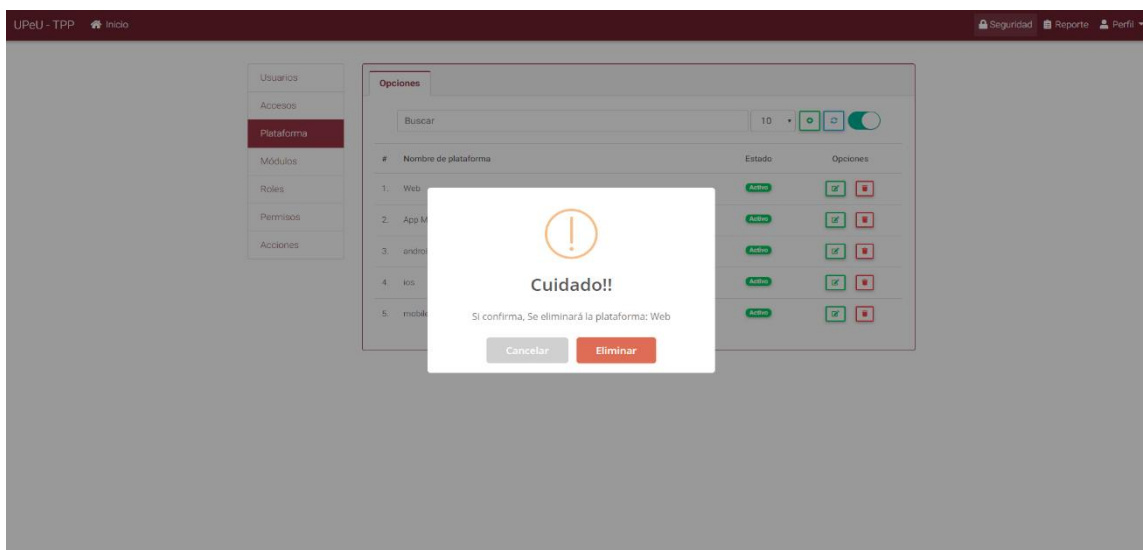 UPeU - TPP Inicio Seguridad Reporte Perfil
Usuarios
Accesos
Plataforma
Módulos
Roles
Permisos
Acciones
Opciones
Buscar 10
# Nombre de plataforma Estado Opciones
1. Web Activo
2. App M Activo
3. androi Activo
4. ios Activo
5. mobile Activo
Cuidado!!
Si confirma, Se eliminará la plataforma: Web
Cancelar Eliminar